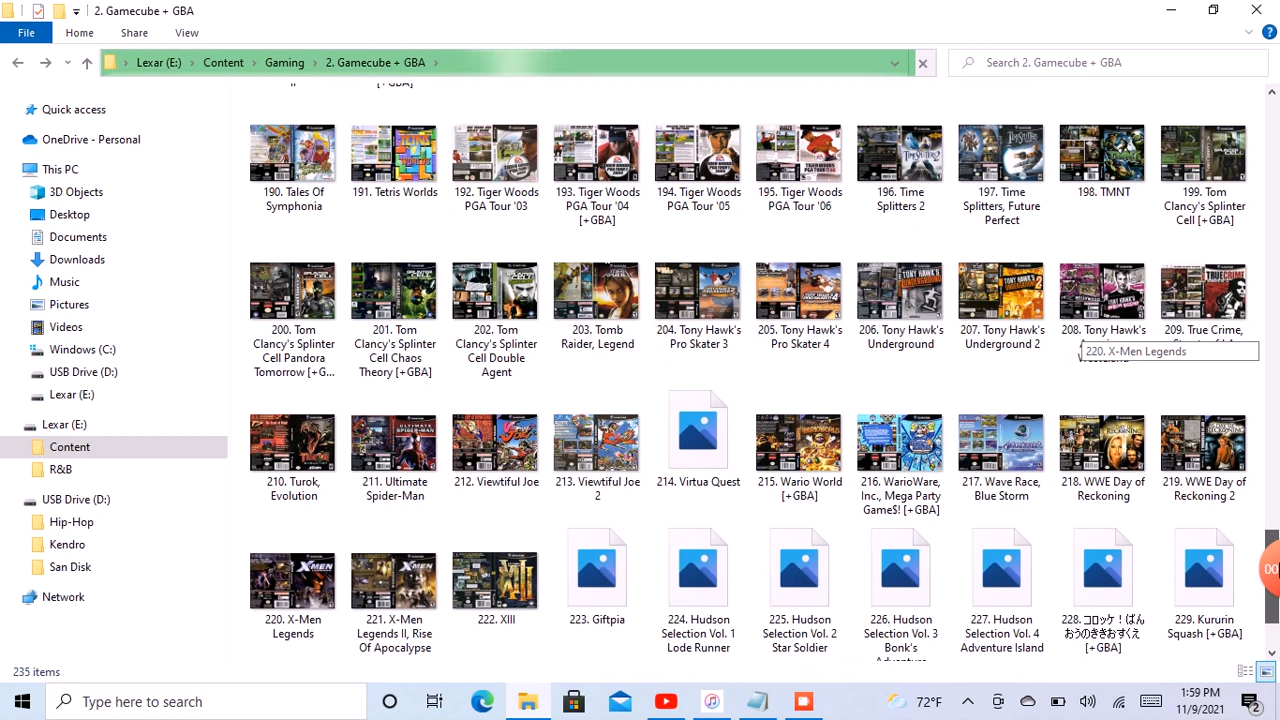 2. Gamecube + GBA
File Home Share View
Lexar (E:) Content Gaming 2. Gamecube + GBA
Search 2. Gamecube + GBA
Quick access
OneDrive - Personal
This PC
3D Objects
Desktop
Documents
Downloads
Music
Pictures
Videos
Windows (C:)
USB Drive (D:)
Lexar (E:)
Lexar (E:)
Content
R&B
USB Drive (D:)
Hip-Hop
Kendro
San Disk
Network
[+GBA]
190. Tales Of
Symphonia
191. Tetris Worlds
192. Tiger Woods
PGA Tour '03
193. Tiger Woods
PGA Tour '04
[+GBA]
194. Tiger Woods
PGA Tour '05
195. Tiger Woods
PGA Tour '06
196. Time
Splitters 2
197. Time
Splitters, Future
Perfect
198. TMNT
199. Tom
Clancy's Splinter
Cell [+GBA]
200. Tom
Clancy's Splinter
Cell Pandora
Tomorrow [+G...
201. Tom
Clancy's Splinter
Cell Chaos
Theory [+GBA]
202. Tom
Clancy's Splinter
Cell Double
Agent
203. Tomb
Raider, Legend
204. Tony Hawk's
Pro Skater 3
205. Tony Hawk's
Pro Skater 4
206. Tony Hawk's
Underground
207. Tony Hawk's
Underground 2
208. Tony Hawk's
209. True Crime,
220. X-Men Legends
210. Turok,
Evolution
211. Ultimate
Spider-Man
212. Viewtiful Joe
213. Viewtiful Joe
2
214. Virtua Quest
215. Wario World
[+GBA]
216. WarioWare,
Inc., Mega Party
Game$! [+GBA]
217. Wave Race,
Blue Storm
218. WWE Day of
Reckoning
219. WWE Day of
Reckoning 2
220. X-Men
Legends
221. X-Men
Legends II, Rise
Of Apocalypse
222. XIII
223. Giftpia
224. Hudson
Selection Vol. 1
Lode Runner
225. Hudson
Selection Vol. 2
Star Soldier
226. Hudson
Selection Vol. 3
Bonk's
Adventure
227. Hudson
Selection Vol. 4
Adventure Island
228. コロッケ！ばん
おうのききおすくえ
[+GBA]
229. Kururin
Squash [+GBA]
00
235 items
Type here to search
72°F
1:59 PM
11/9/2021
2